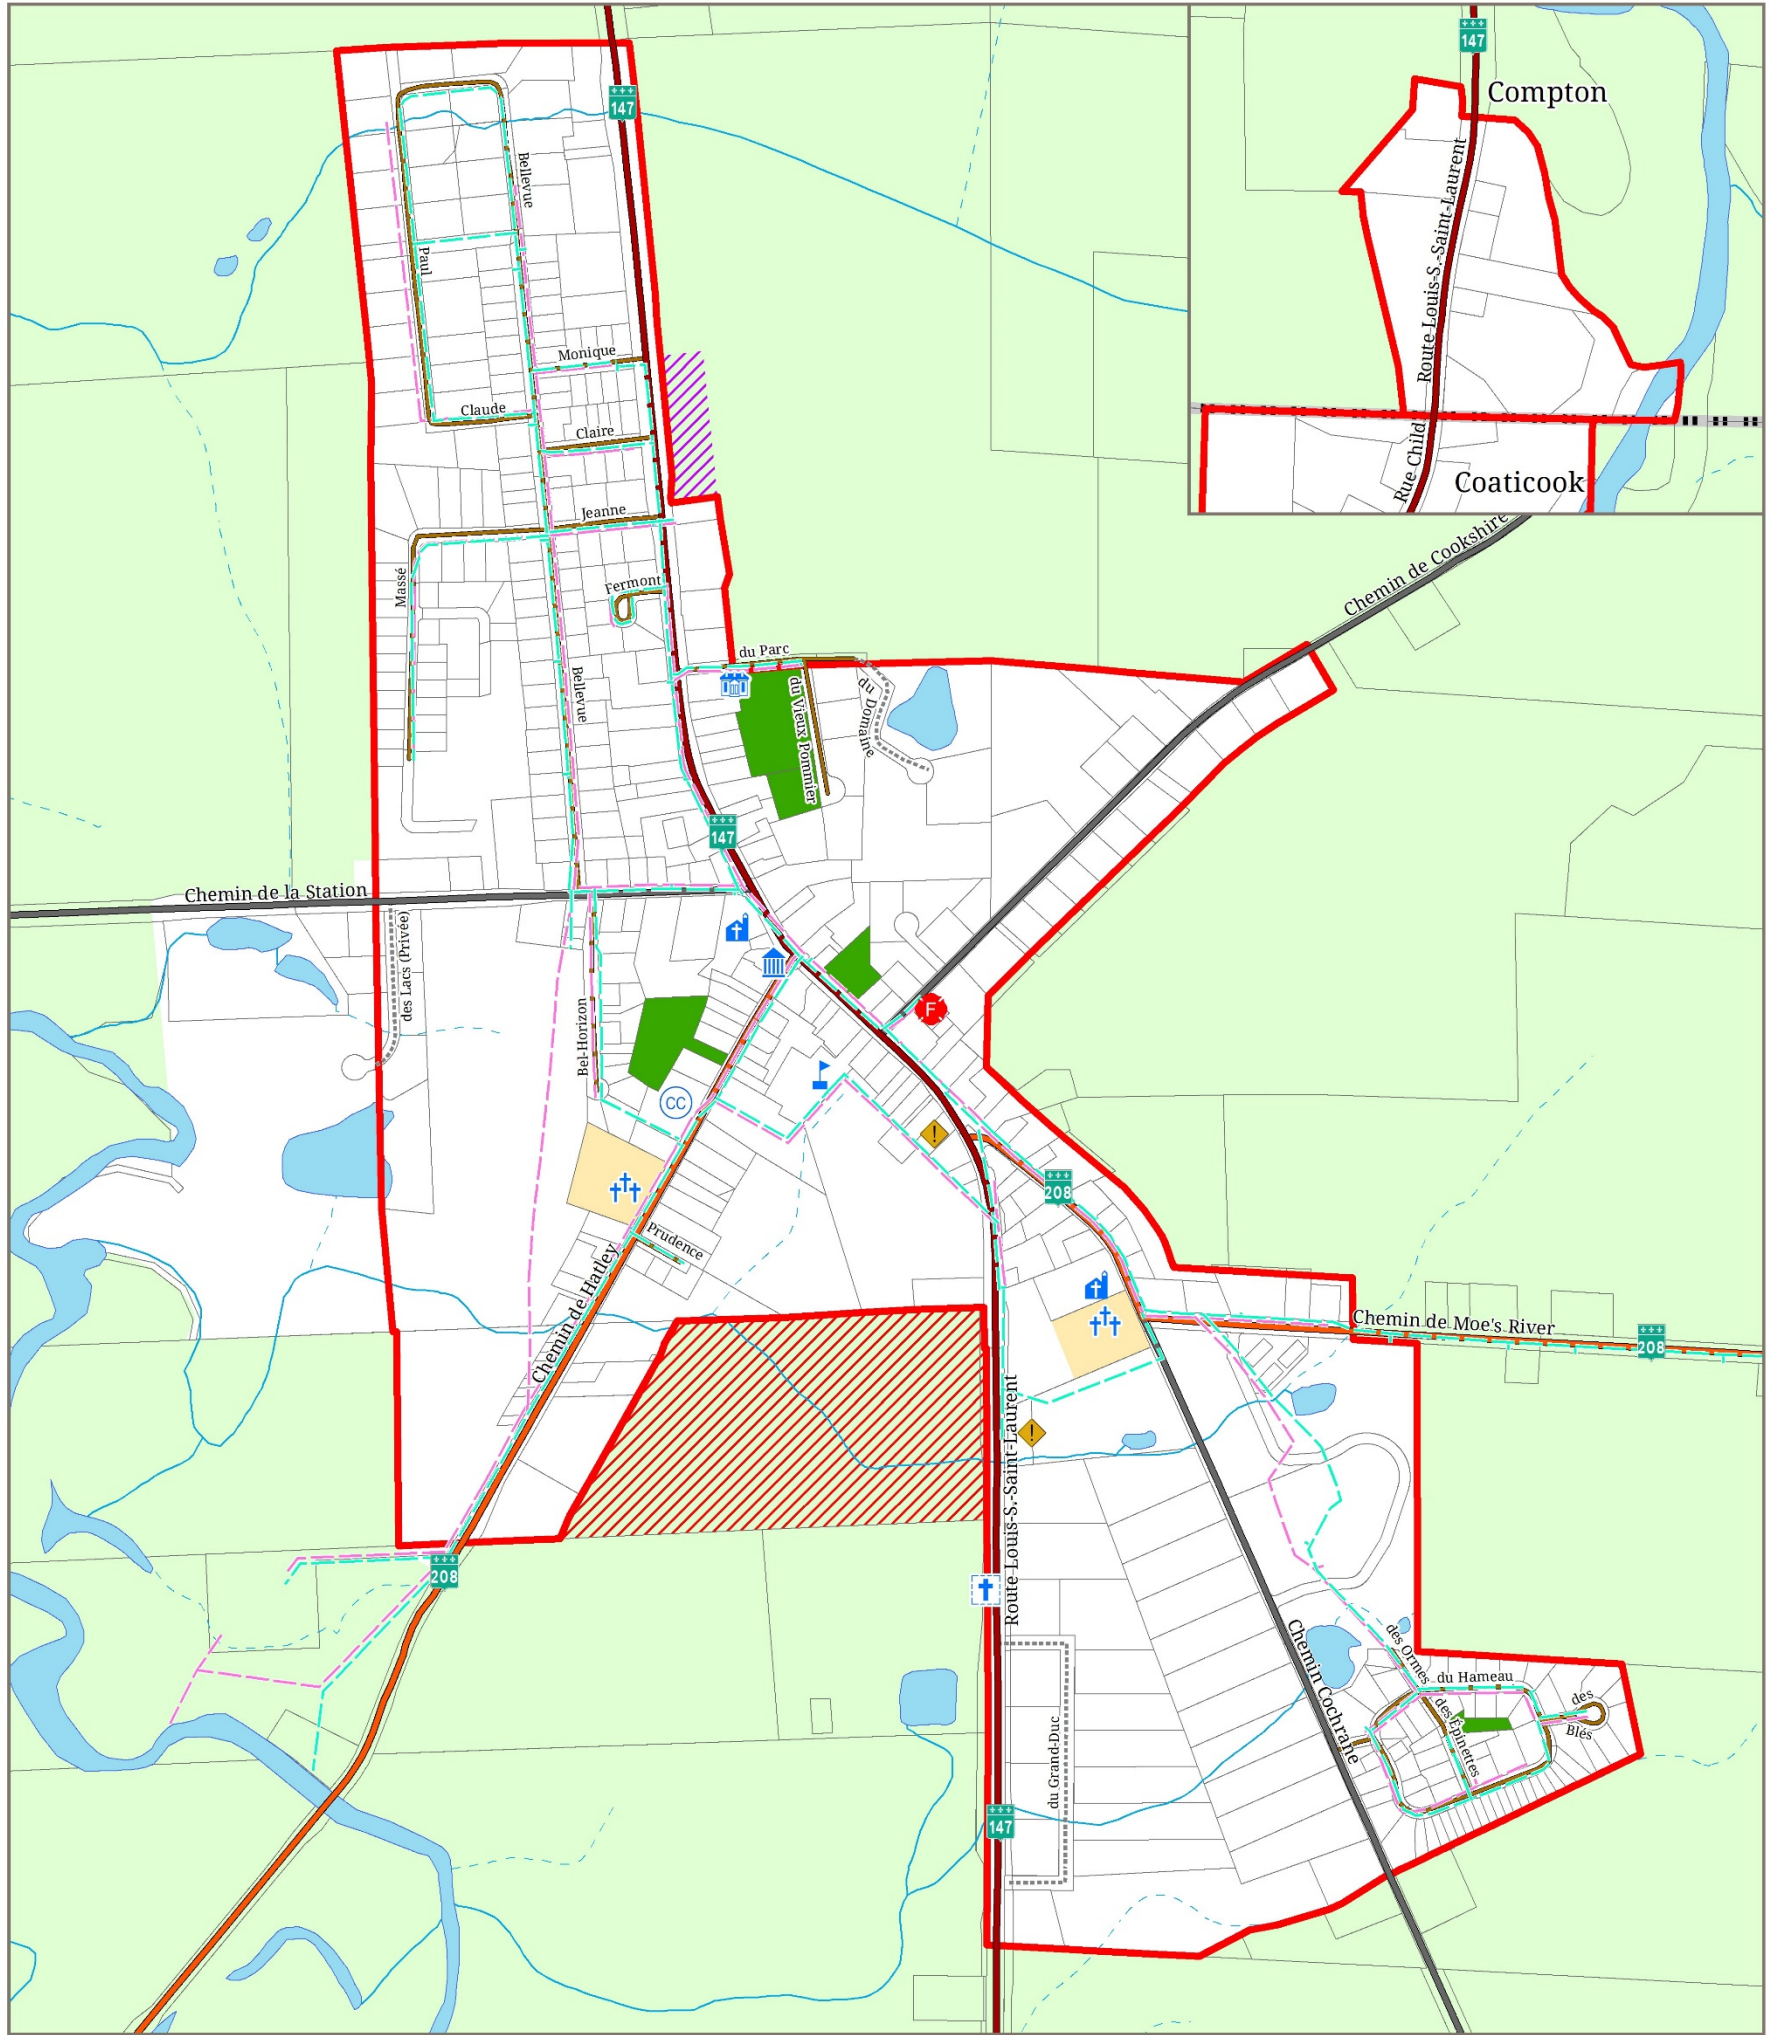 147
Compton
147
Bellevue
Route Louis-S.-Saint-Laurent
Paul
Monique
Claude
Claire
Rue Child
Coaticook
Jeanne
Chemin de Cookshire
Massé
Fermont
du Parc
Bellevue
du Vieux Pommier
du Domaine
147
Chemin de la Station
des Lacs (Privée)
Bel-Horizon
F
CC
!
208
Prudence
Chemin de Hatley
Chemin de Moe's River
208
Route Louis-S.-Saint-Laurent
!
208
Chemin Cochrane
des Ormes
du Hameau
des Épinettes
des
Blés
du Grand-Duc
147